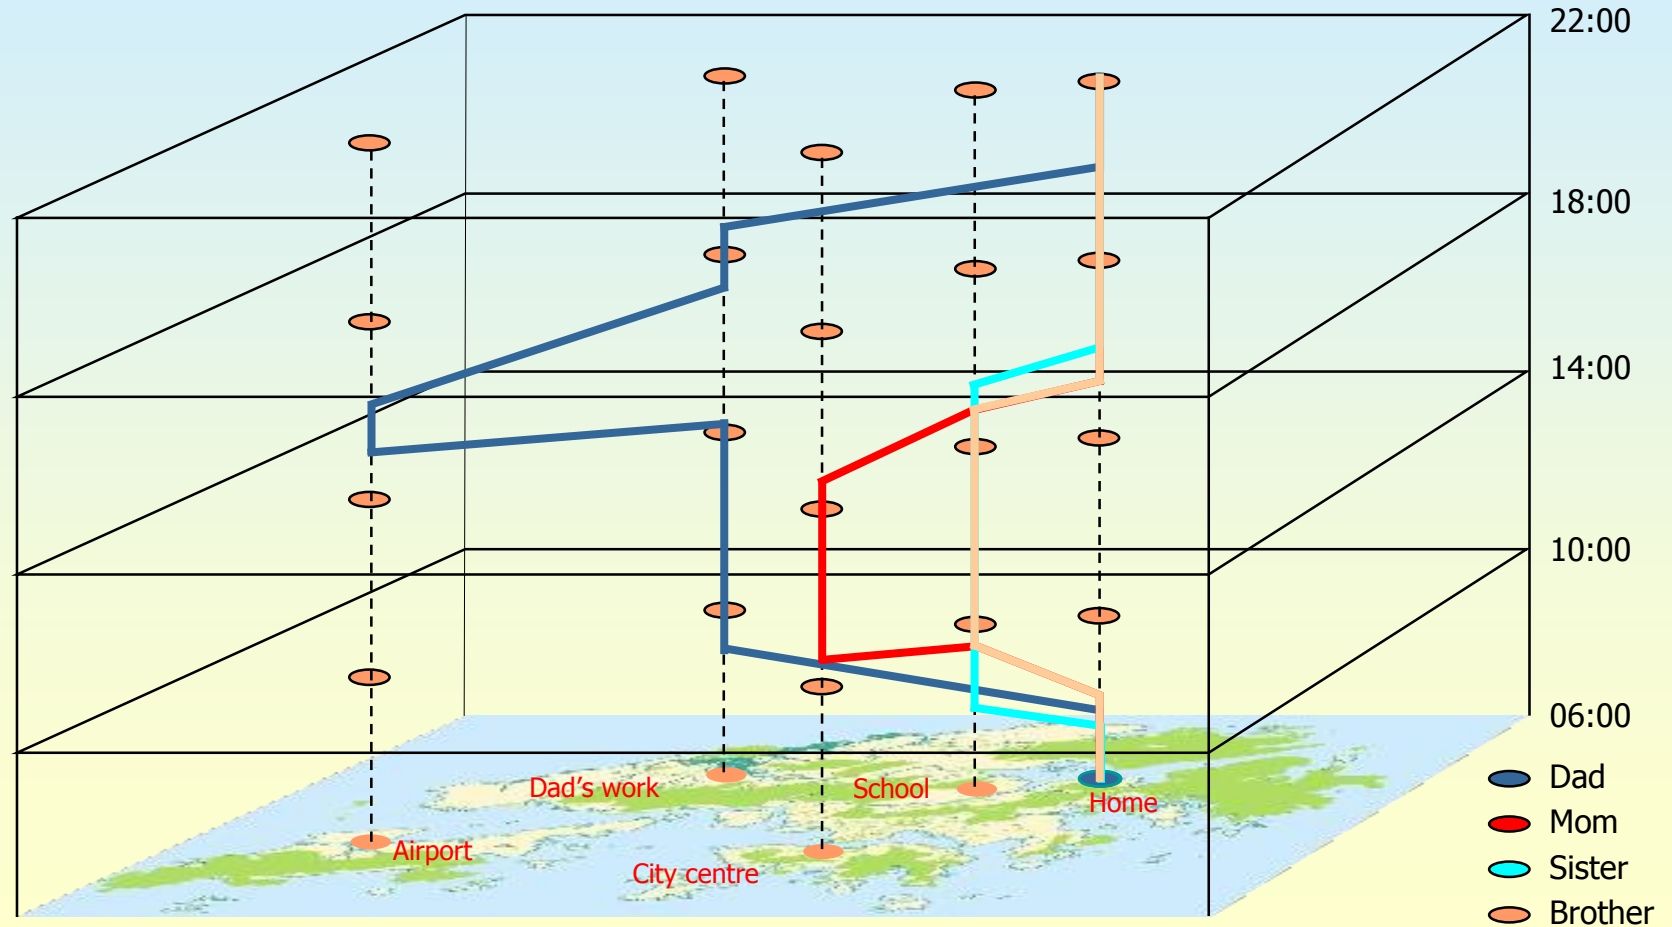 22:00
18:00
14:00
10:00
06:00
Dad's work
School
Home
Airport
City centre
Dad
Mom
Sister
Brother